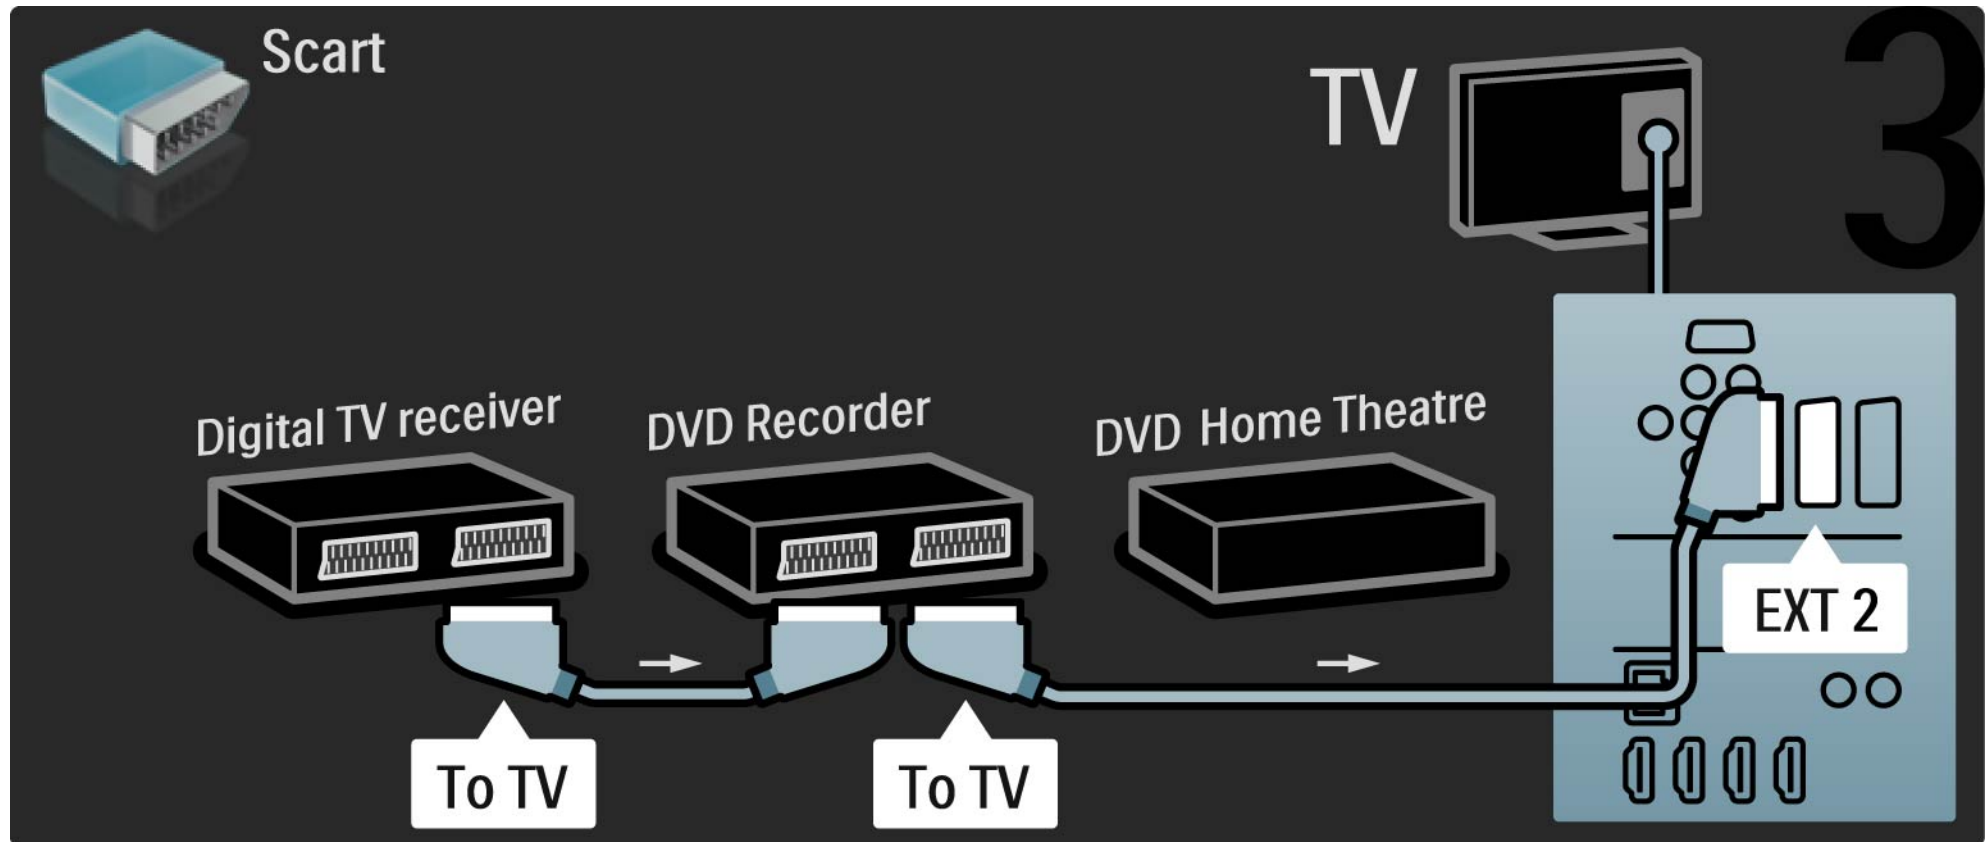 Scart
TV
3
Digital TV receiver
DVD Recorder
DVD Home Theatre
EXT 2
To TV
To TV